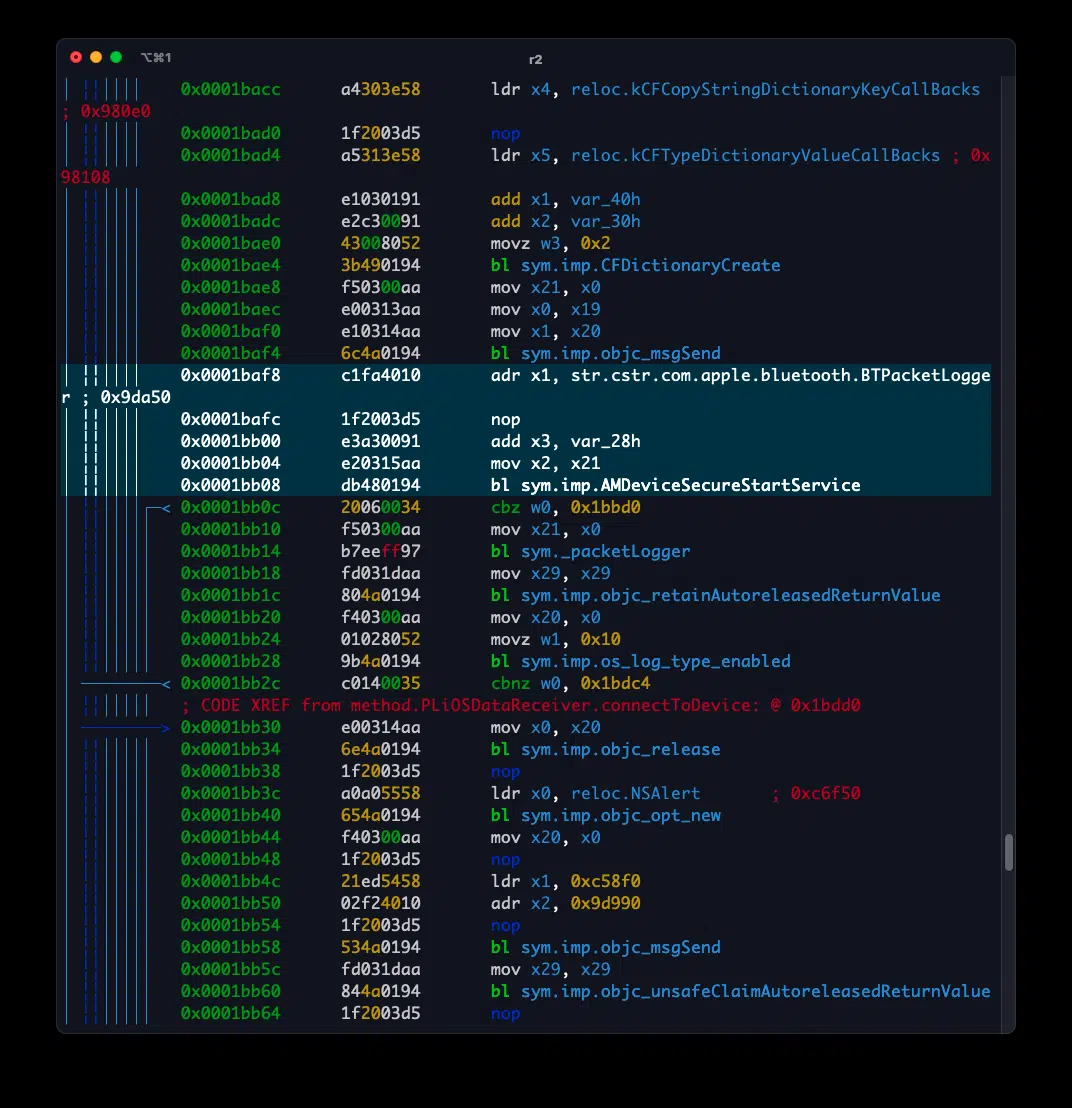 ⌥⌘1 r2
0x0001bacc a4303e58 ldr x4, reloc.kCFCopyStringDictionaryKeyCallBacks
; 0x980e0
0x0001bad0 1f2003d5 nop
0x0001bad4 a5313e58 ldr x5, reloc.kCFTypeDictionaryValueCallBacks ; 0x
98108
0x0001bad8 e1030191 add x1, var_40h
0x0001badc e2c30091 add x2, var_30h
0x0001bae0 43008052 movz w3, 0x2
0x0001bae4 3b490194 bl sym.imp.CFDictionaryCreate
0x0001bae8 f50300aa mov x21, x0
0x0001baec e00313aa mov x0, x19
0x0001baf0 e10314aa mov x1, x20
0x0001baf4 6c4a0194 bl sym.imp.objc_msgSend
0x0001baf8 c1fa4010 adr x1, str.cstr.com.apple.bluetooth.BTPacketLogge
r ; 0x9da50
0x0001bafc 1f2003d5 nop
0x0001bb00 e3a30091 add x3, var_28h
0x0001bb04 e20315aa mov x2, x21
0x0001bb08 db480194 bl sym.imp.AMDeviceSecureStartService
< 0x0001bb0c 20060034 cbz w0, 0x1bbd0
0x0001bb10 f50300aa mov x21, x0
0x0001bb14 b7eeff97 bl sym._packetLogger
0x0001bb18 fd031daa mov x29, x29
0x0001bb1c 804a0194 bl sym.imp.objc_retainAutoreleasedReturnValue
0x0001bb20 f40300aa mov x20, x0
0x0001bb24 01028052 movz w1, 0x10
0x0001bb28 9b4a0194 bl sym.imp.os_log_type_enabled
< 0x0001bb2c c0140035 cbnz w0, 0x1bdc4
; CODE XREF from method.PLiOSDataReceiver.connectToDevice: @ 0x1bdd0
> 0x0001bb30 e00314aa mov x0, x20
0x0001bb34 6e4a0194 bl sym.imp.objc_release
0x0001bb38 1f2003d5 nop
0x0001bb3c a0a05558 ldr x0, reloc.NSAlert ; 0xc6f50
0x0001bb40 654a0194 bl sym.imp.objc_opt_new
0x0001bb44 f40300aa mov x20, x0
0x0001bb48 1f2003d5 nop
0x0001bb4c 21ed5458 ldr x1, 0xc58f0
0x0001bb50 02f24010 adr x2, 0x9d990
0x0001bb54 1f2003d5 nop
0x0001bb58 534a0194 bl sym.imp.objc_msgSend
0x0001bb5c fd031daa mov x29, x29
0x0001bb60 844a0194 bl sym.imp.objc_unsafeClaimAutoreleasedReturnValue
0x0001bb64 1f2003d5 nop